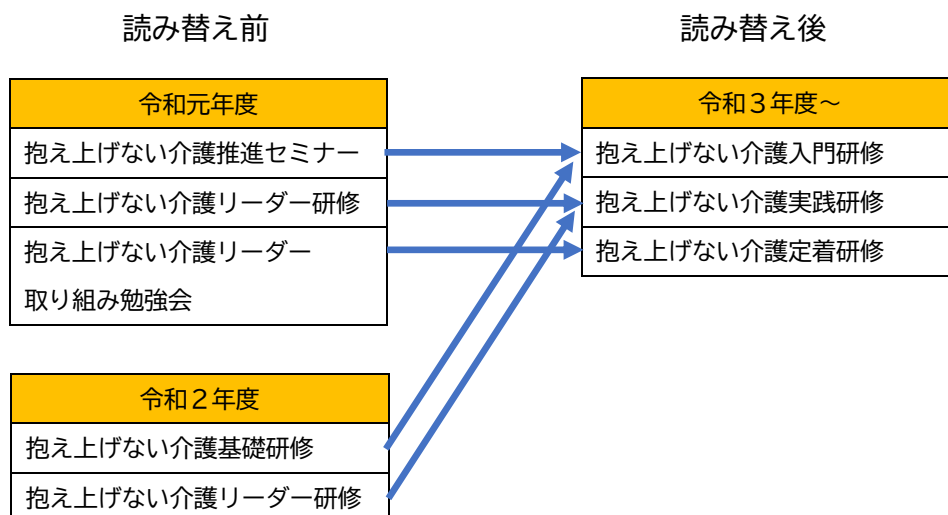 読み替え前
読み替え後
令和元年度
抱え上げない介護推進セミナー
抱え上げない介護リーダー研修
抱え上げない介護リーダー
取り組み勉強会
令和３年度～
抱え上げない介護入門研修
抱え上げない介護実践研修
抱え上げない介護定着研修
令和２年度
抱え上げない介護基礎研修
抱え上げない介護リーダー研修